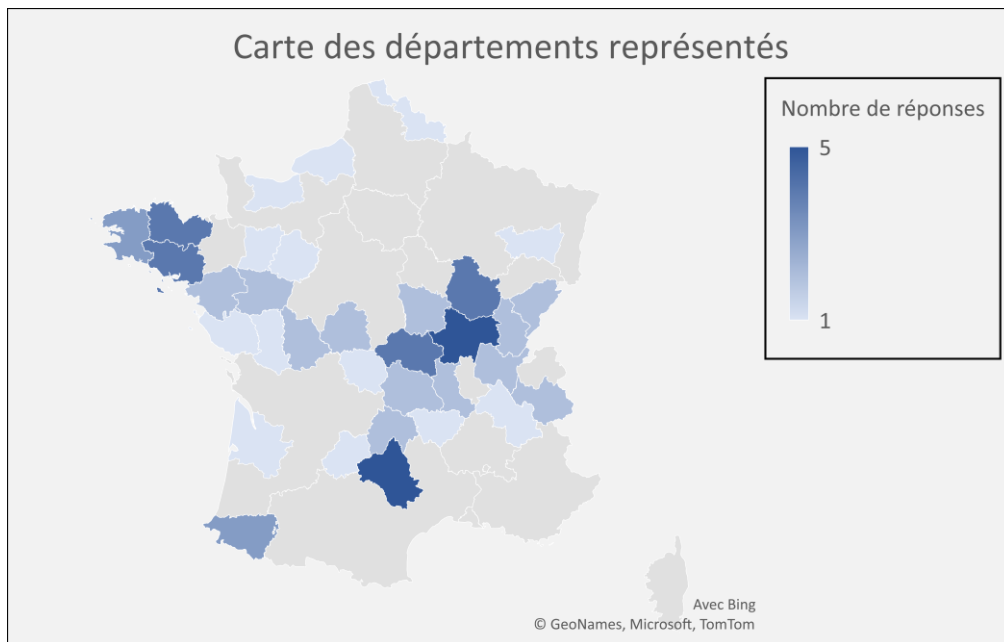 Carte des départements représentés
Nombre de réponses
5
1
Avec Bing
© GeoNames, Microsoft, TomTom